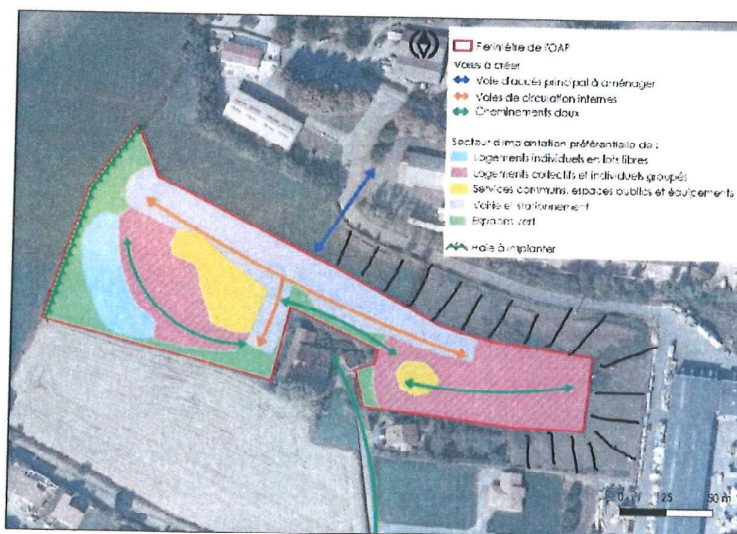 Périmètre de l'OAP
Voies à créer
Voie d'accès principal à aménager
Voies de circulation internes
Cheminements doux
Secteur d'implantation préférentielle de :
Logements individuels en lots libres
Logements collectifs et individuels groupés
Services communs, espaces publics et équipements
Voirie et stationnement
Espaces vert
Haie à implanter
0 25 50 m